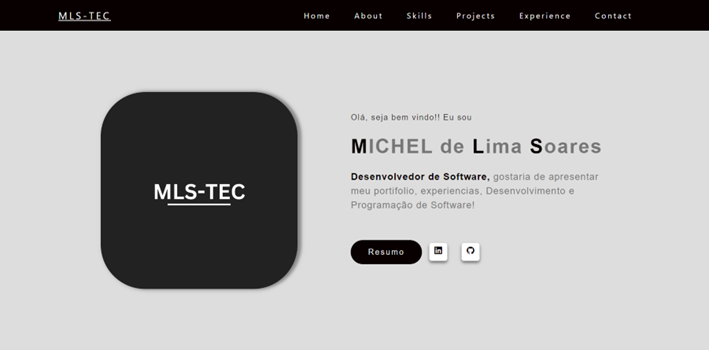 MLS-TEC
Home About Skills Projects Experience Contact
MLS-TEC
Olá, seja bem vindo!! Eu sou
MICHEL de Lima Soares
Desenvolvedor de Software, gostaria de apresentar
meu portifolio, experiencias, Desenvolvimento e
Programação de Software!
Resumo